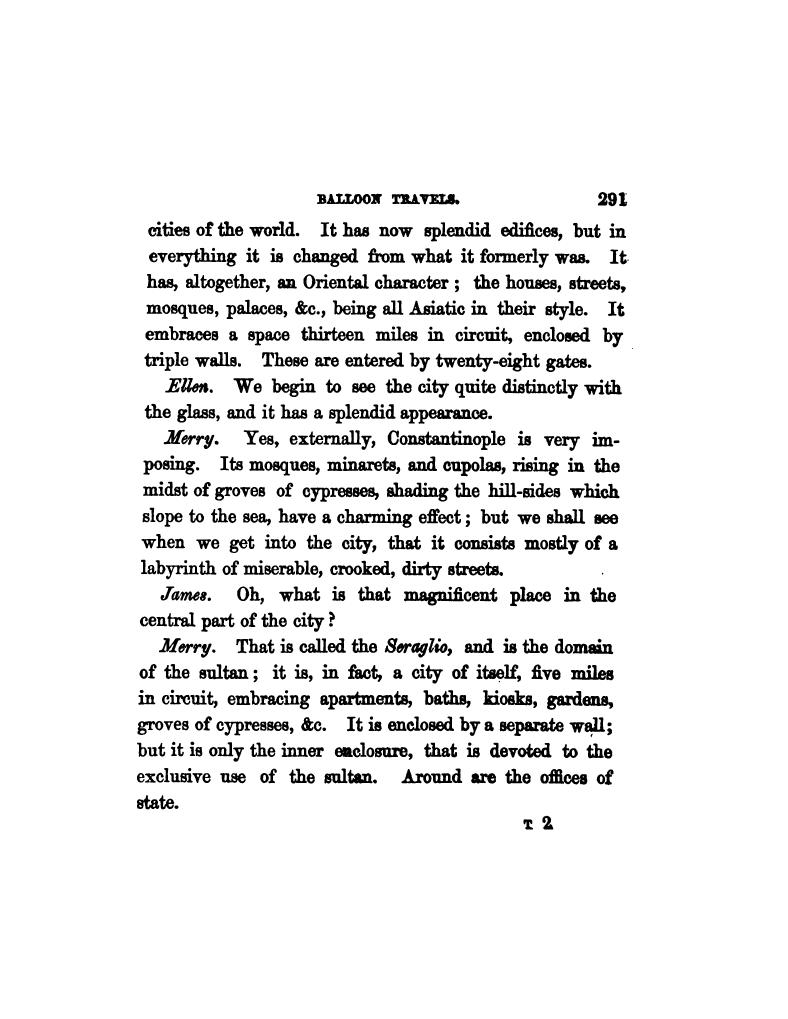 BALLOON TRAVELS. 291
cities of the world. It has now splendid edifices, but in
everything it is changed from what it formerly was. It
has, altogether, an Oriental character ; the houses, streets,
mosques, palaces, &c., being all Asiatic in their style. It
embraces a space thirteen miles in circuit, enclosed by
triple walls. These are entered by twenty-eight gates.
Ellen. We begin to see the city quite distinctly with
the glass, and it has a splendid appearance.
Merry. Yes, externally, Constantinople is very im-
posing. Its mosques, minarets, and cupolas, rising in the
midst of groves of cypresses, shading the hill-sides which
slope to the sea, have a charming effect ; but we shall see
when we get into the city, that it consists mostly of a
labyrinth of miserable, crooked, dirty streets.
James. Oh, what is that magnificent place in the
central part of the city ?
Merry. That is called the Seraglio, and is the domain
of the sultan ; it is, in fact, a city of itself, five miles
in circuit, embracing apartments, baths, kiosks, gardens,
groves of cypresses, &c. It is enclosed by a separate wall ;
but it is only the inner enclosure, that is devoted to the
exclusive use of the sultan. Around are the offices of
state.
T 2